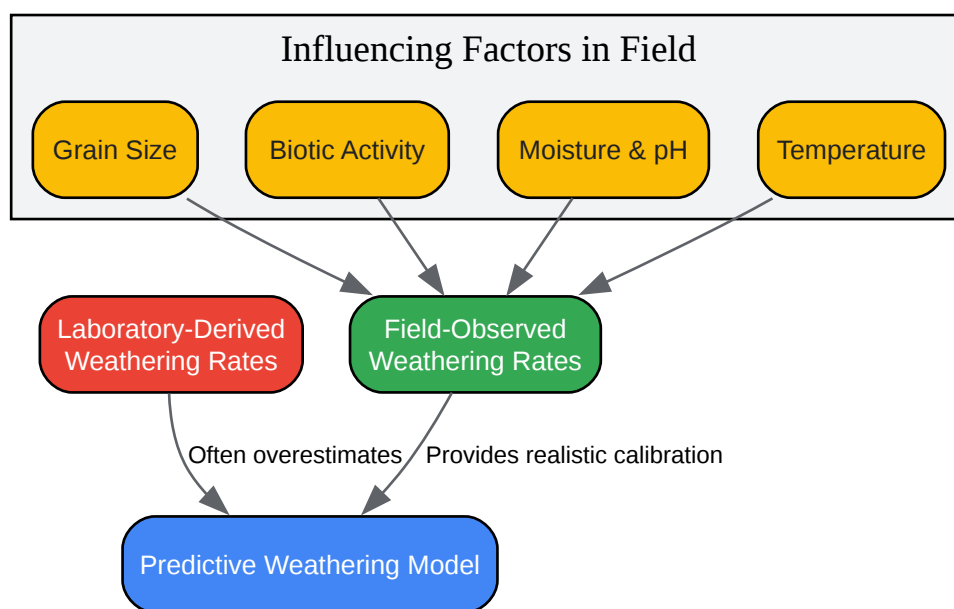 Influencing Factors in Field
Grain Size
Biotic Activity
Moisture & pH
Temperature
Laboratory-Derived
Weathering Rates
Field-Observed
Weathering Rates
Often overestimates
Provides realistic calibration
Predictive Weathering Model